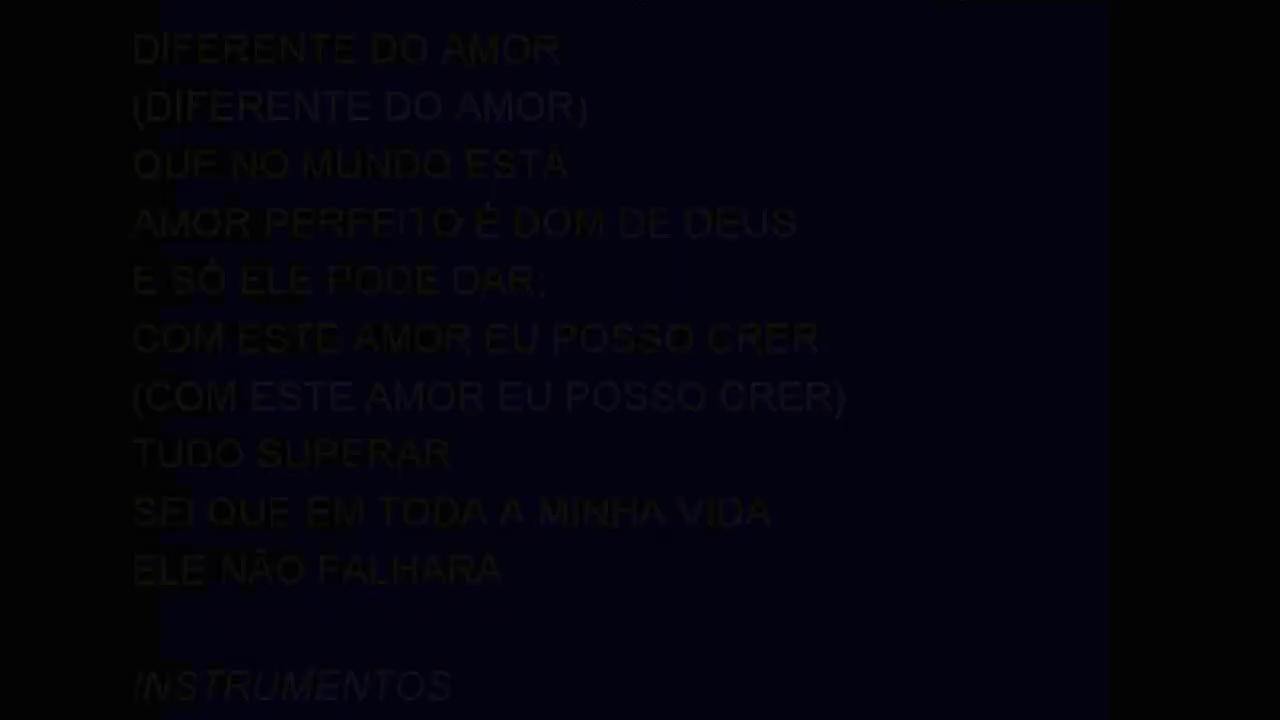 DIFERENTE DO AMOR
(DIFERENTE DO AMOR)
QUE NO MUNDO ESTÁ
AMOR PERFEITO É DOM DE DEUS
E SÓ ELE PODE DAR;
COM ESTE AMOR EU POSSO CRER
(COM ESTE AMOR EU POSSO CRER)
TUDO SUPERAR
SEI QUE EM TODA A MINHA VIDA
ELE NÃO FALHARA
INSTRUMENTOS